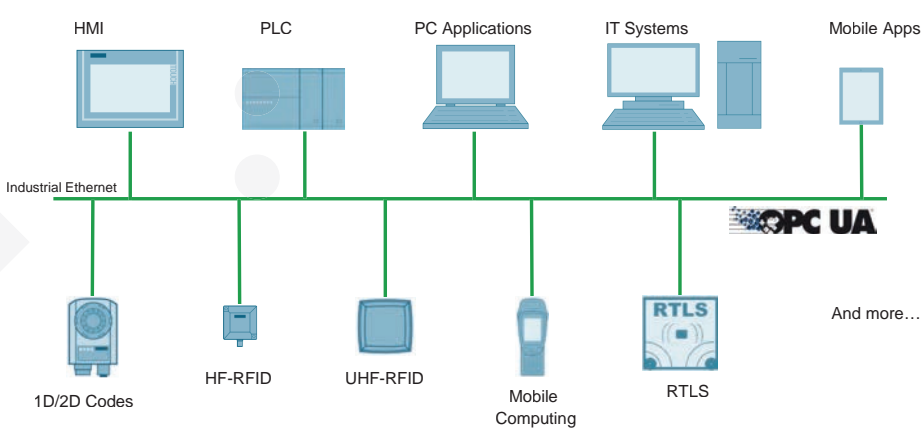 HMI
PLC
PC Applications
IT Systems
Mobile Apps
TOUCH
Industrial Ethernet
OPC UA
RTLS
And more…
HF-RFID
UHF-RFID
1D/2D Codes
Mobile
Computing
RTLS